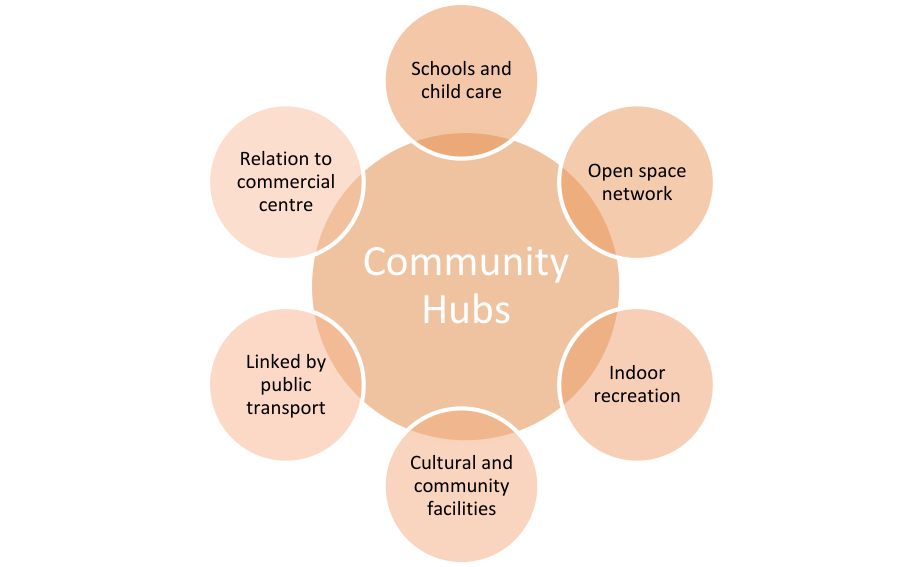 Schools and
child care
Open space
network
Indoor
recreation
Cultural and
community
facilities
Linked by
public
transport
Relation to
commercial
centre
Community
Hubs